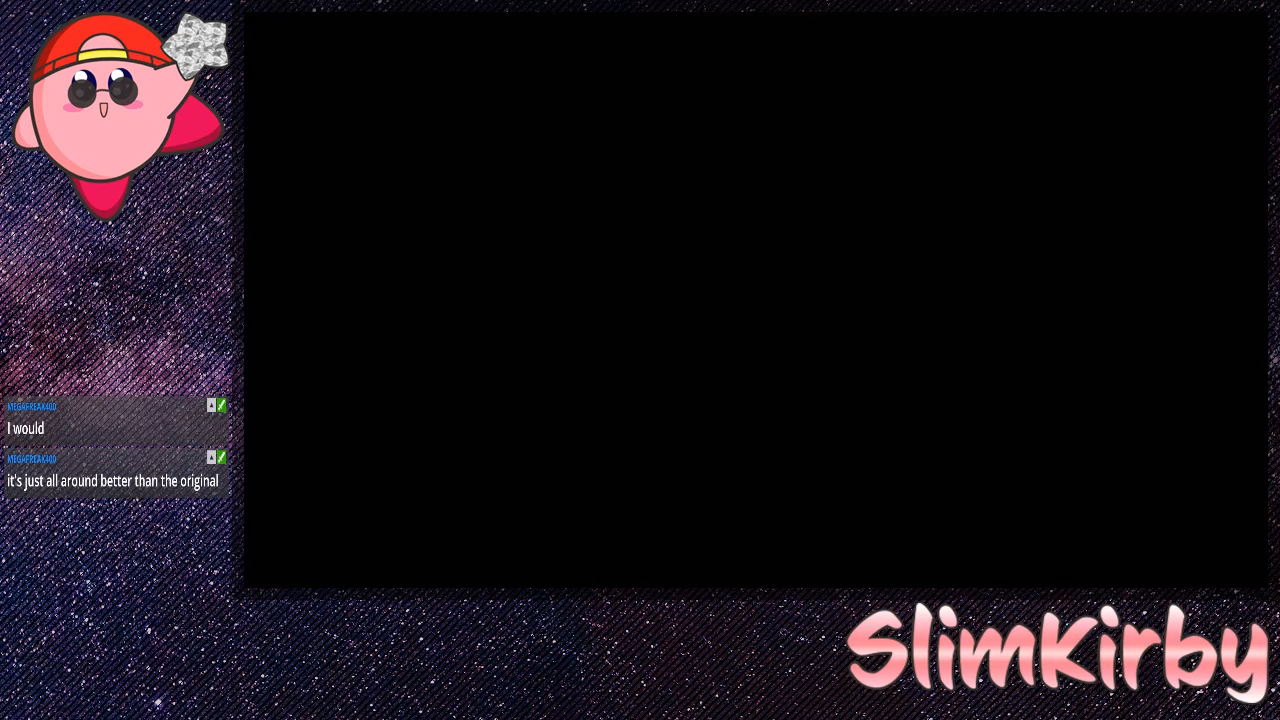 MEGAFREAK400
I would
MEGAFREAK400
it's just all around better than the original
SlimKirby